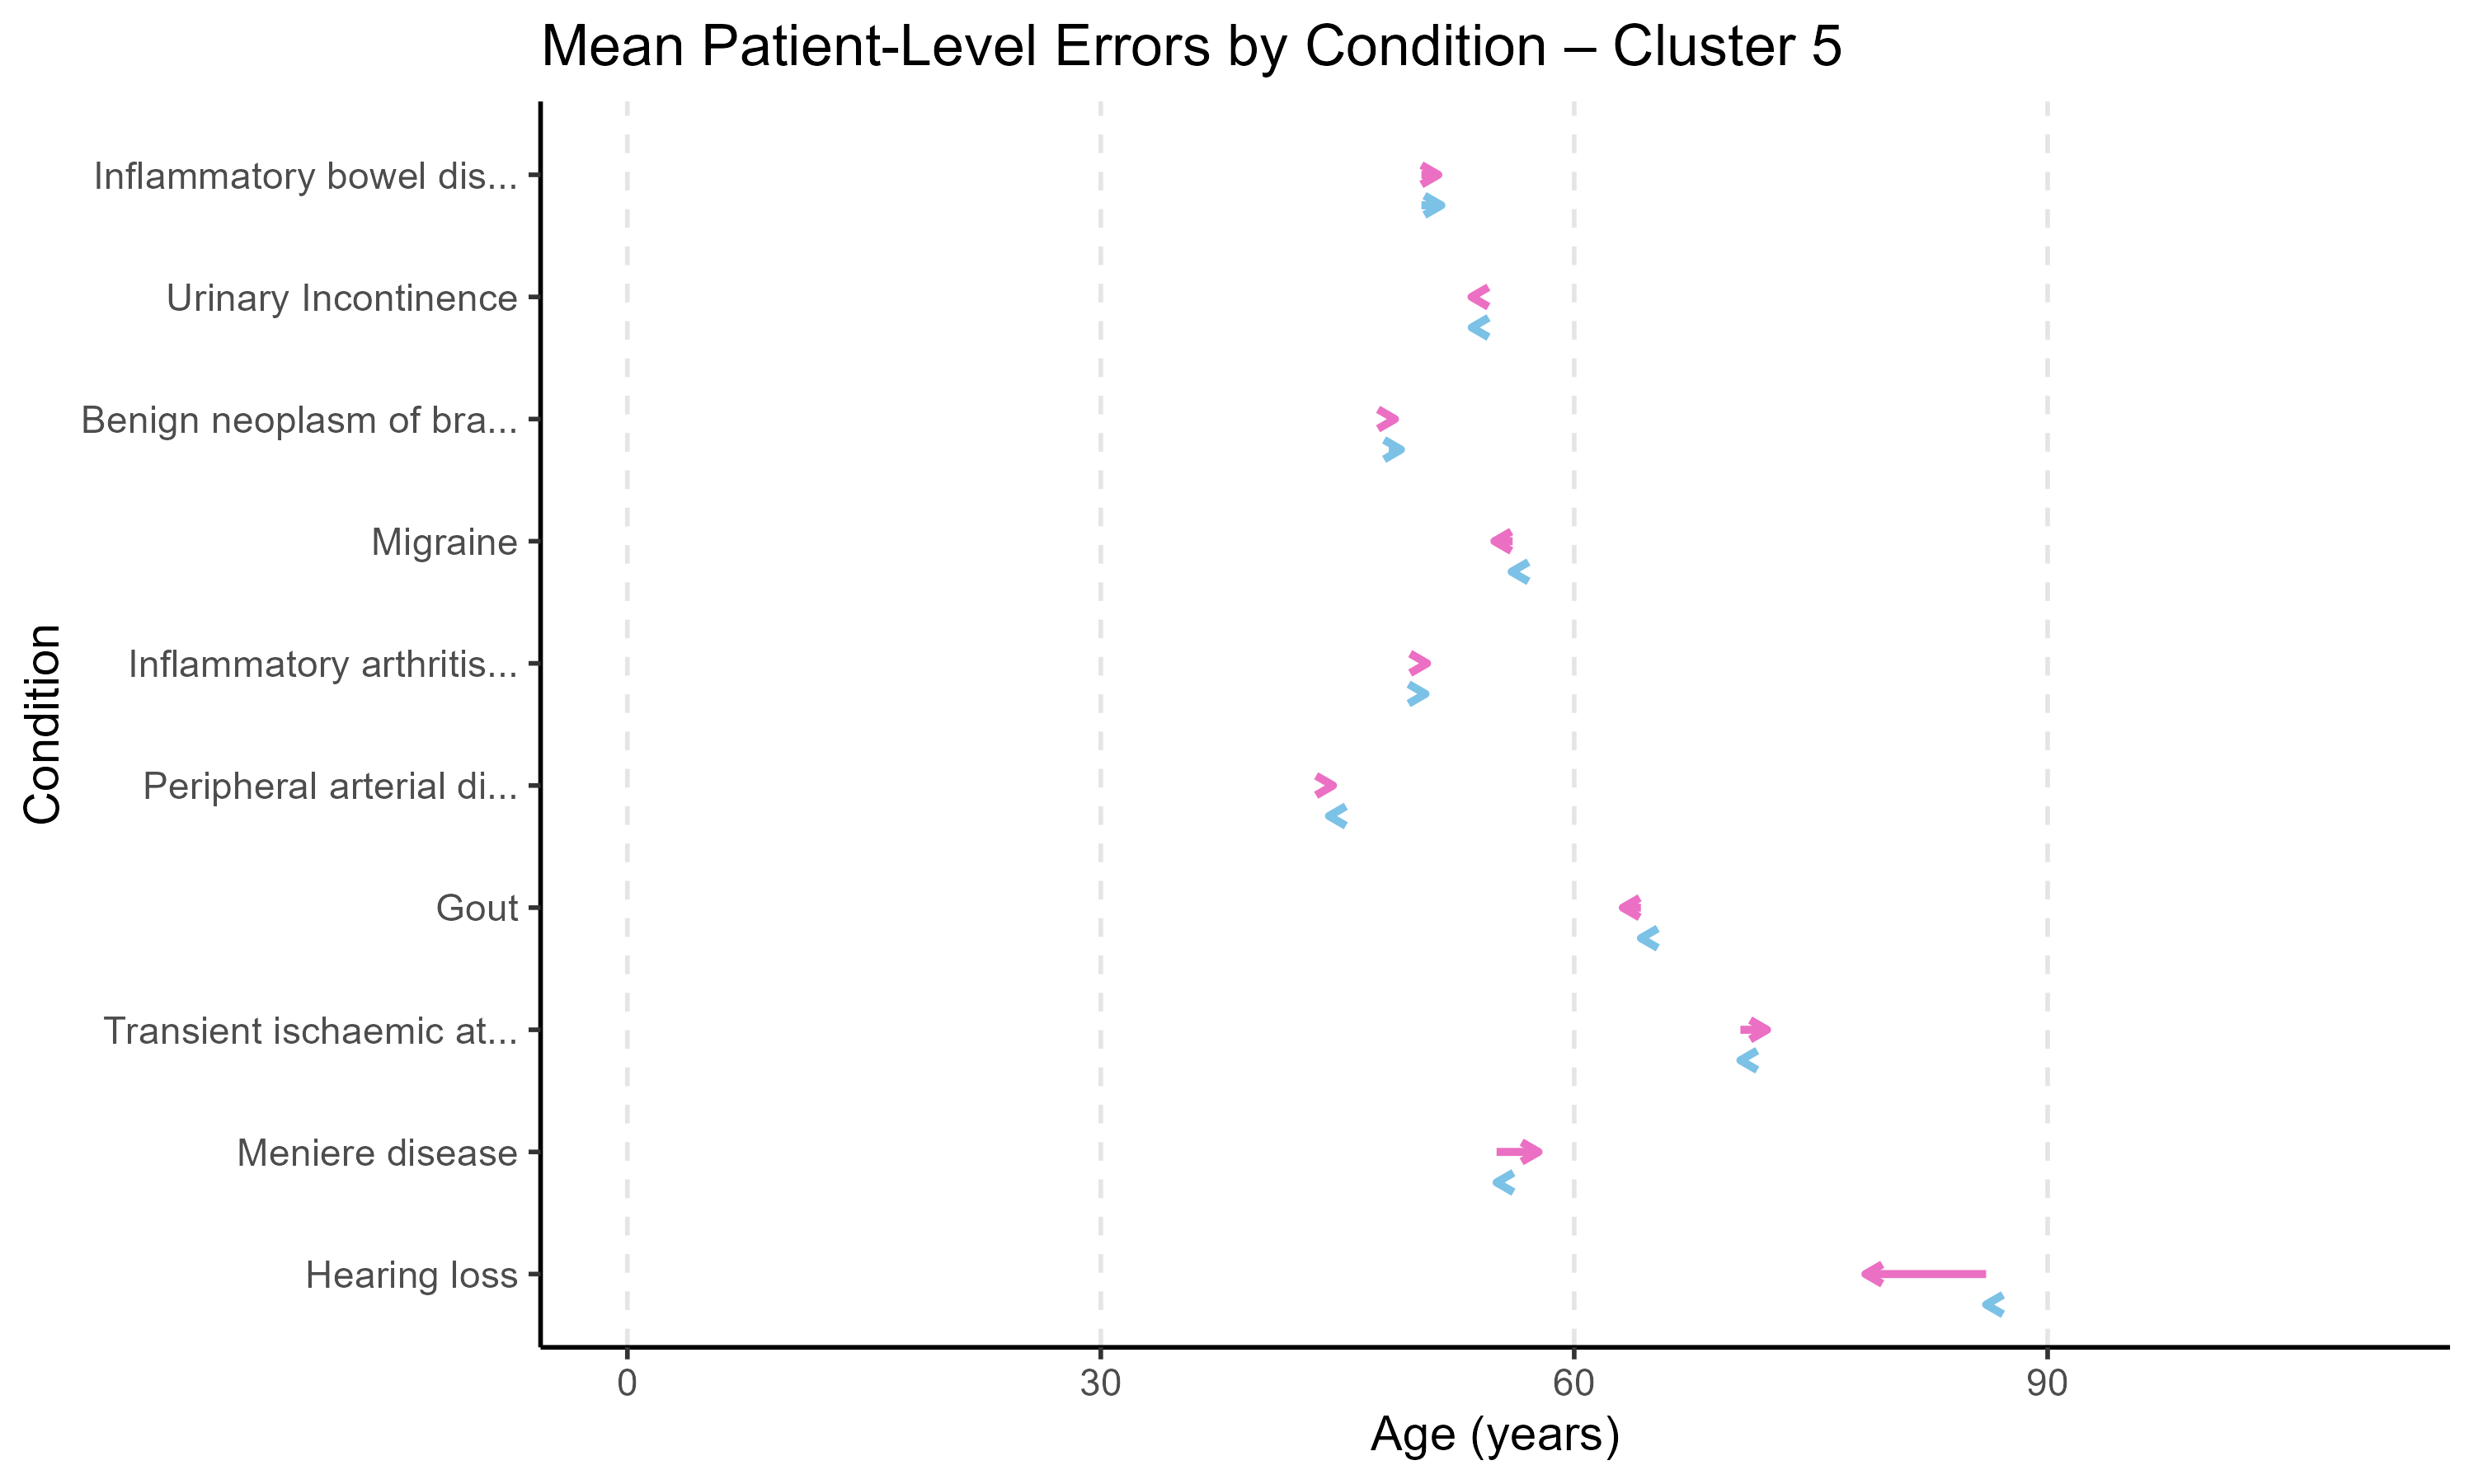 Mean Patient-Level Errors by Condition – Cluster 5
Condition
Inflammatory bowel dis...
Urinary Incontinence
Benign neoplasm of bra...
Migraine
Inflammatory arthritis...
Peripheral arterial di...
Gout
Transient ischaemic at...
Meniere disease
Hearing loss
0 30 60 90
Age (years)